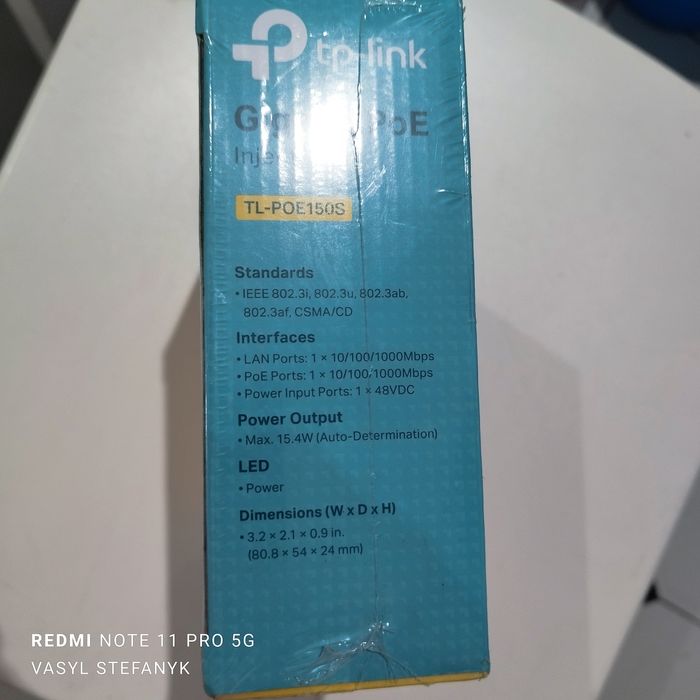 tp-link
PoE
TL-POE150S
Standards
• IEEE 802.3i, 802.3u, 802.3ab,
802.3af, CSMA/CD
Interfaces
• LAN Ports: 1 × 10/100/1000Mbps
• PoE Ports: 1 × 10/100/1000Mbps
• Power Input Ports: 1 × 48VDC
Power Output
• Max. 15.4W (Auto-Determination)
LED
• Power
Dimensions (W x D x H)
• 3.2 × 2.1 × 0.9 in.
(80.8 × 54 × 24 mm)
REDMI NOTE 11 PRO 5G
VASYL STEFANYK